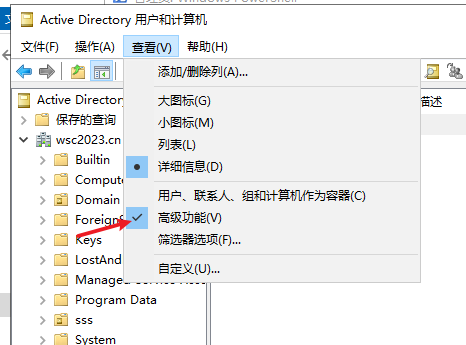 Active Directory 用户和计算机
文件(F) 操作(A) 查看(V) 帮助(H)
添加/删除列(A)...
大图标(G)
小图标(M)
列表(L)
详细信息(D)
用户、联系人、组和计算机作为容器(C)
高级功能(V)
筛选器选项(F)...
自定义(U)...
描述
Active Directory
保存的查询
wsc2023.cn
Builtin
Compute
Domain
Foreign
Keys
LostAnd
Managed Service Acc
Program Data
sss
System